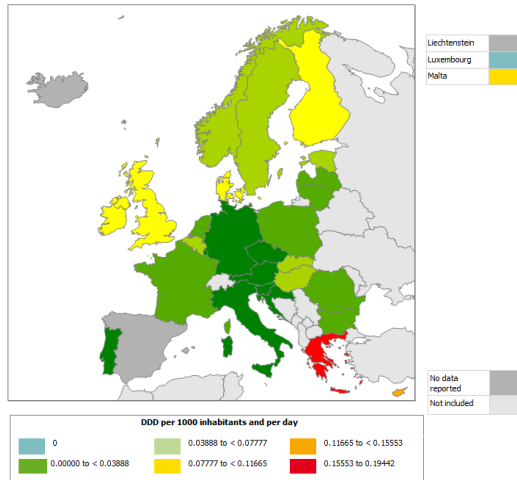 Liechtenstein
Luxembourg
Malta
No data
reported
Not included
DDD per 1000 inhabitants and per day
0
0.03888 to < 0.07777
0.11665 to < 0.15553
0.00000 to < 0.03888
0.07777 to < 0.11665
0.15553 to 0.19442